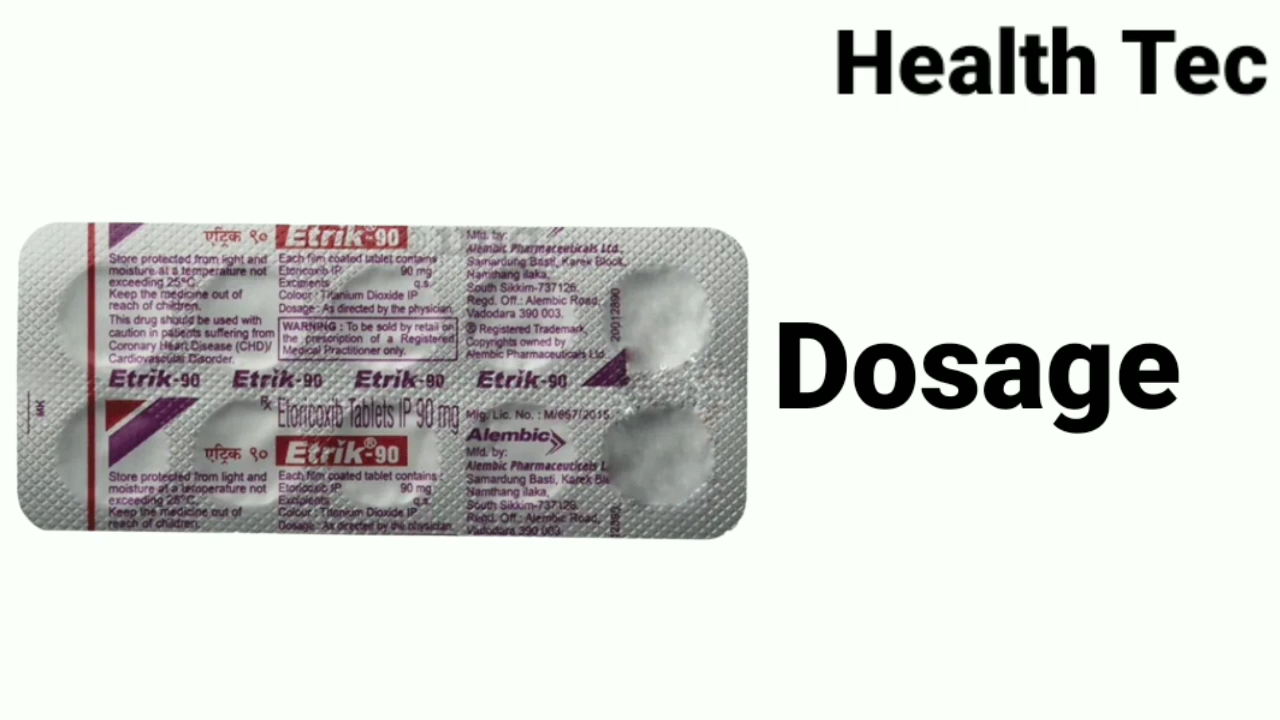 Health Tec
Dosage
एट्रिक ९० Etrik®-90
Store protected from light and
moisture at a temperature not
exceeding 25°C.
Keep the medicine out of
reach of children.
This drug should be used with
caution in patients suffering from
Coronary Heart Disease (CHD)/
Cardiovascular Disorder.
Each film coated tablet contains
Etoricoxib IP 90 mg
Excipients q.s.
Colour : Titanium Dioxide IP
Dosage : As directed by the physician.
WARNING : To be sold by retail on
the prescription of a Registered
Medical Practitioner only.
Mfd. by:
Alembic Pharmaceuticals Ltd.,
Samardung Basti, Karek Block,
Namthang ilaka,
South Sikkim-737126.
Regd. Off.: Alembic Road,
Vadodara 390 003.
® Registered Trademark,
Copyrights owned by
Alembic Pharmaceuticals Ltd.
20012890
Etrik-90 Etrik-90 Etrik-90 Etrik-90
MK
Rx Etoricoxib Tablets IP 90 mg
एट्रिक ९० Etrik®-90
Store protected from light and
moisture at a temperature not
exceeding 25°C.
Keep the medicine out of
reach of children.
Each film coated tablet contains :
Etoricoxib IP 90 mg
Excipients q.s.
Colour : Titanium Dioxide IP
Dosage : As directed by the physician.
Mfg. Lic. No. : M/667/2015.
Alembic
Mfd. by:
Alembic Pharmaceuticals L
Samardung Basti, Karek Bl
Namthang ilaka,
South Sikkim-737126.
Regd. Off.: Alembic Road,
Vadodara 390 003.
12890